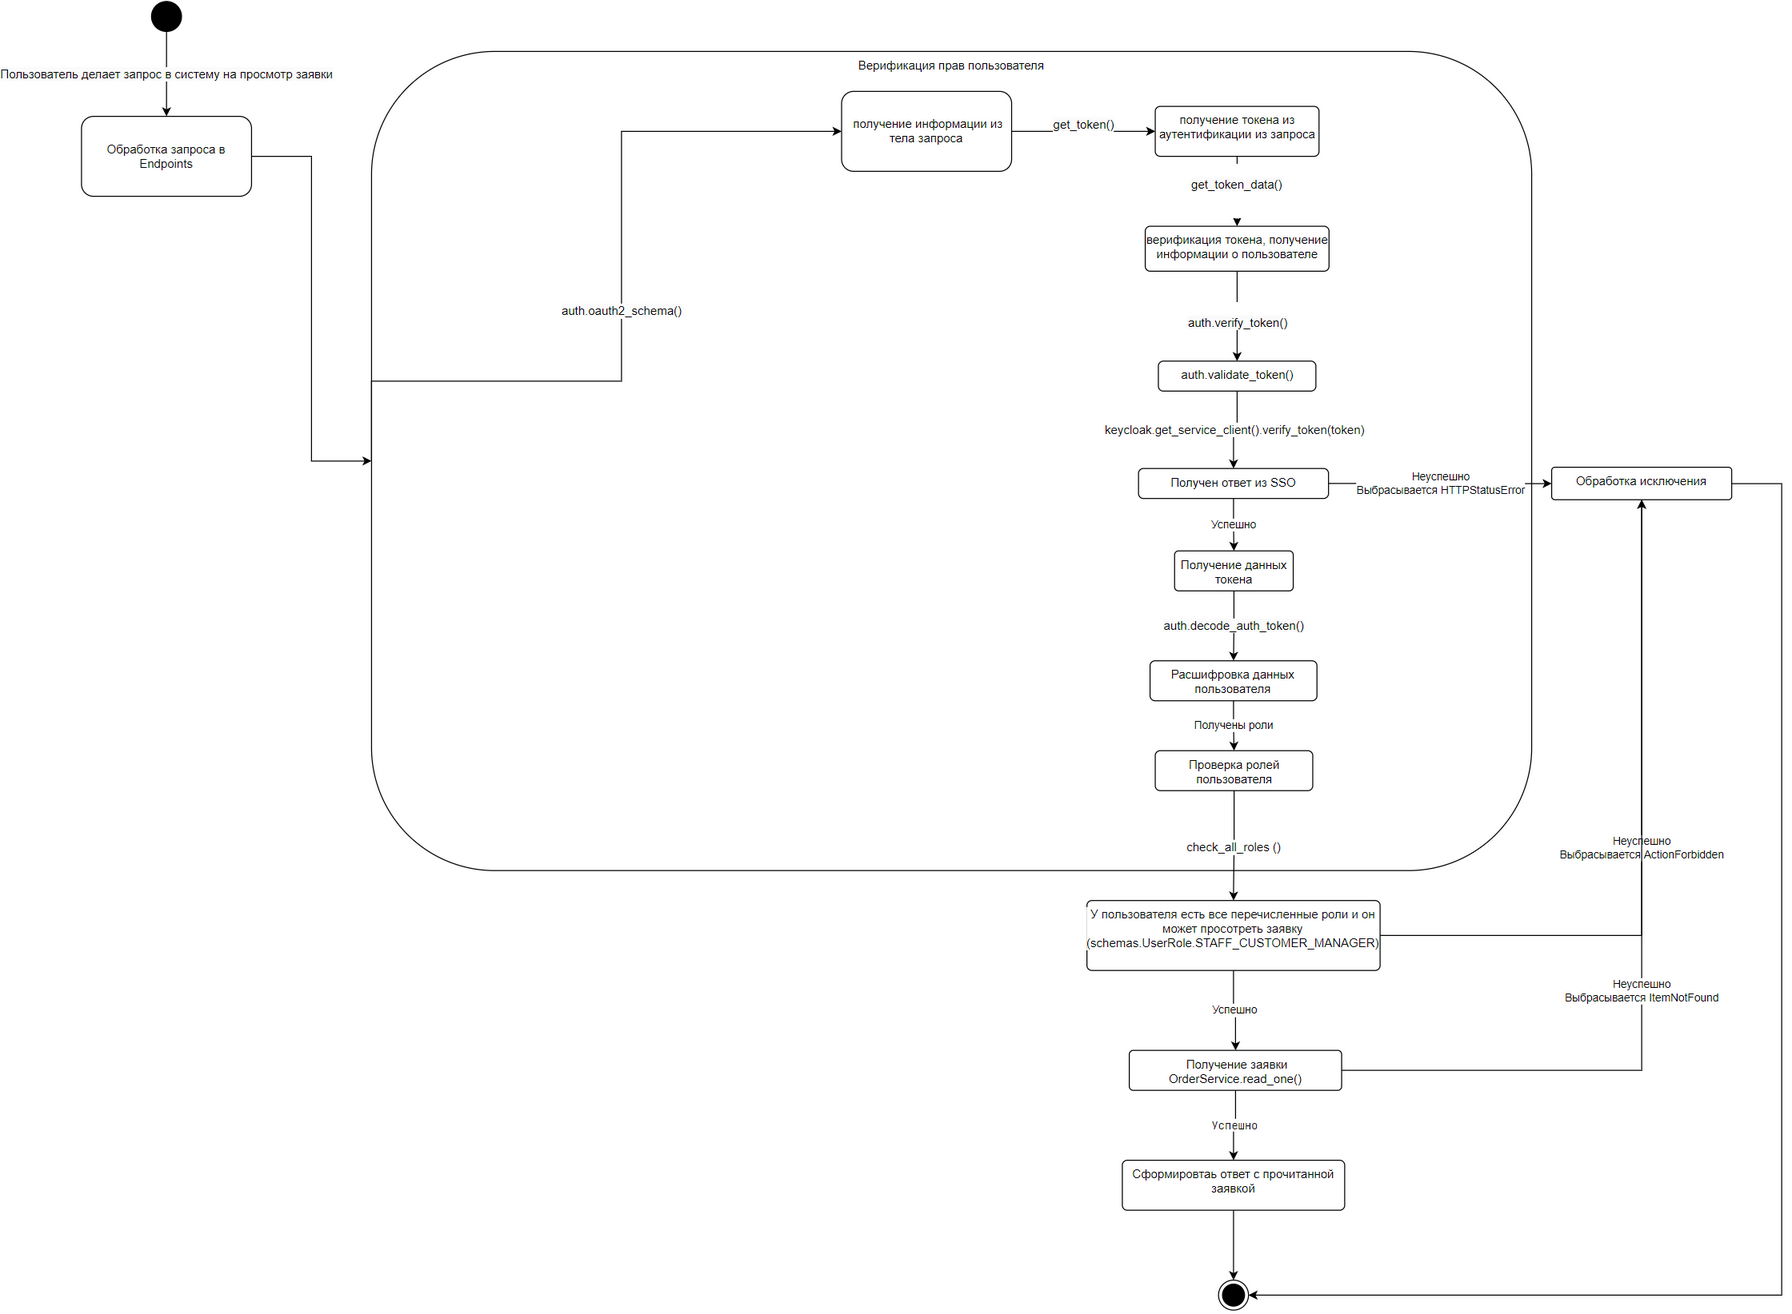 Пользователь делает запрос в систему на просмотр заявки
Обработка запроса в
Endpoints
Верификация прав пользователя
auth.oauth2_schema()
получение информации из
тела запроса
get_token()
получение токена из
аутентификации из запроса
get_token_data()
верификация токена, получение
информации о пользователе
auth.verify_token()
auth.validate_token()
keycloak.get_service_client().verify_token(token)
Получен ответ из SSO
Неуспешно
Выбрасывается HTTPStatusError
Обработка исключения
Успешно
Получение данных
токена
auth.decode_auth_token()
Расшифровка данных
пользователя
Получены роли
Проверка ролей
пользователя
check_all_roles ()
Неуспешно
Выбрасывается ActionForbidden
У пользователя есть все перечисленные роли и он
может просотреть заявку
(schemas.UserRole.STAFF_CUSTOMER_MANAGER)
Неуспешно
Выбрасывается ItemNotFound
Успешно
Получение заявки
OrderService.read_one()
Успешно
Сформировтаь ответ с прочитанной
заявкой